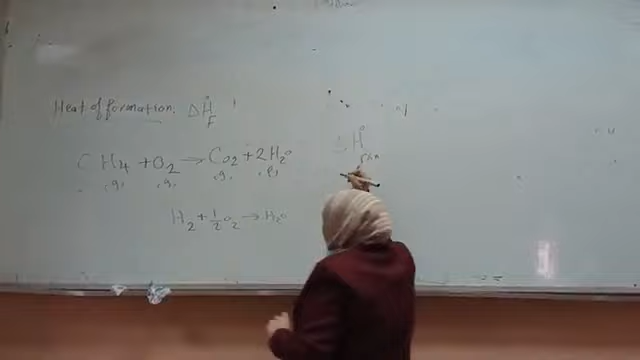 Heat of formation. ΔH°F
CH4 + O2 → CO2 + 2H2O
(g) (g) (g) (l)
H2 + 1/2 O2 → H2O
ΔH° rxn